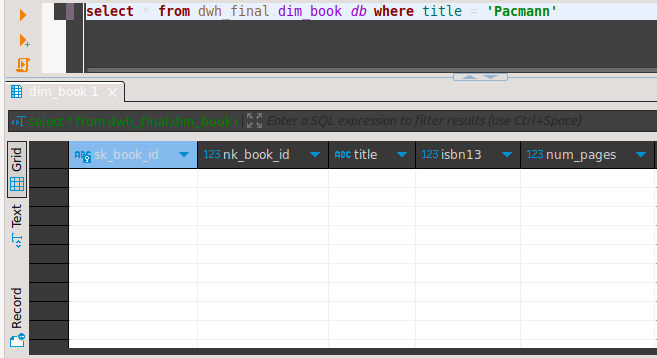 select * from dwh_final.dim_book db where title = 'Pacmann'
dim_book 1
select * from dwh_final.dim_book Enter a SQL expression to filter results (use Ctrl+Space)
Grid
Text
Record
ABC sk_book_id 123 nk_book_id ABC title 123 isbn13 123 num_pages